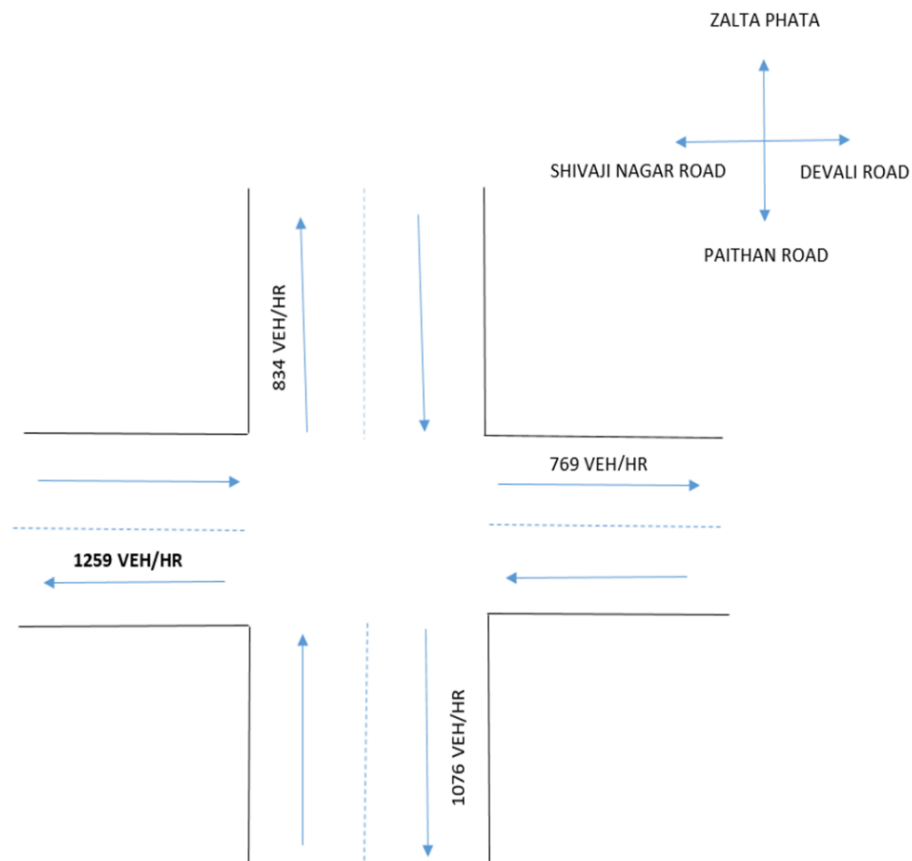 ZALTA PHATA
SHIVAJI NAGAR ROAD
DEVALI ROAD
PAITHAN ROAD
834 VEH/HR
769 VEH/HR
1259 VEH/HR
1076 VEH/HR